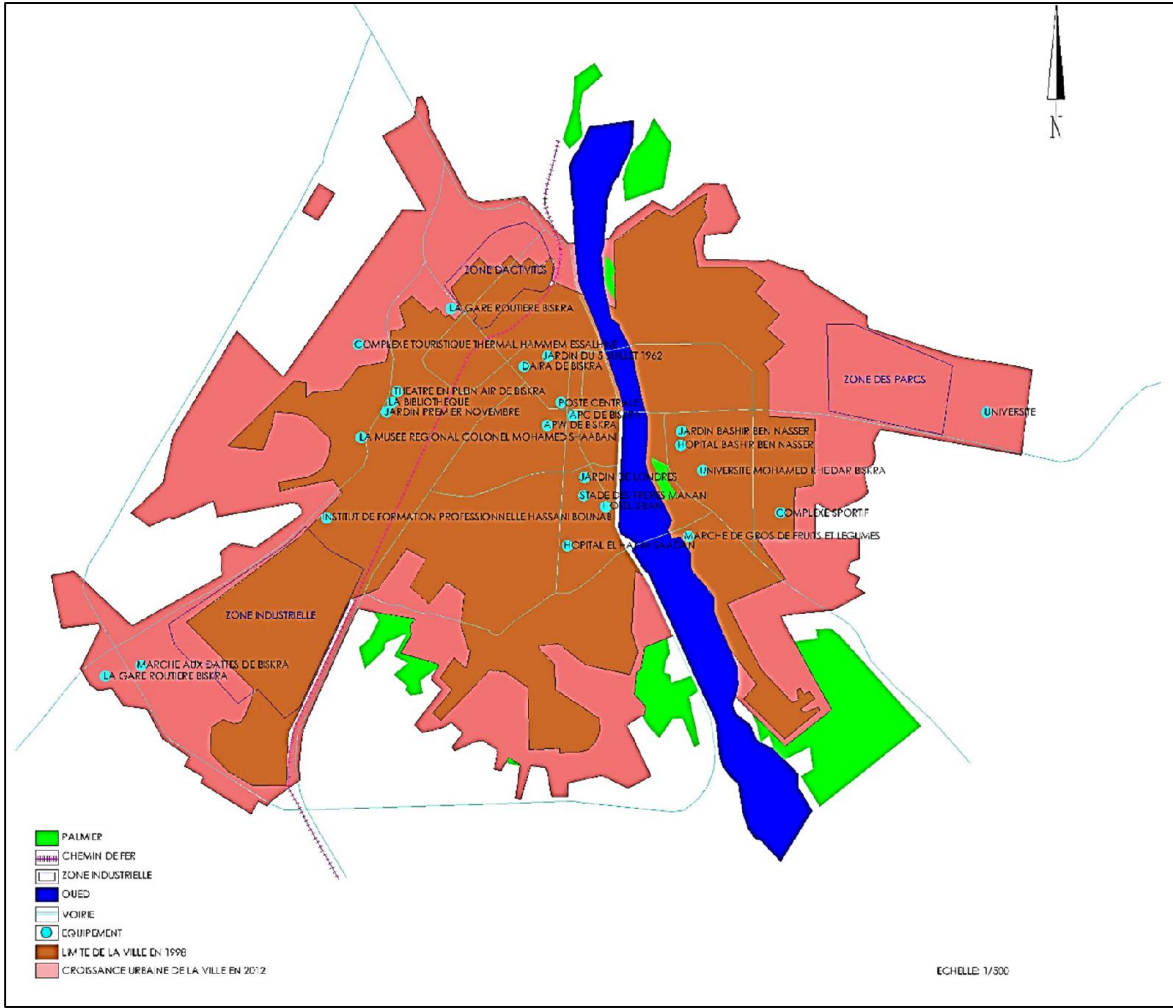 N
ZONE DACTIVITES
LA GARE ROUTIERE BISKRA
COMPLEXE TOURISTIQUE THERMAL HAMMEM ESSALHINE
JARDIN DU 5 JUILLET 1962
DAIRA DE BISKRA
ZONE DES PARCS
THEATRE EN PLEIN AIR DE BISKRA
LA BIBLIOTHEQUE
POSTE CENTRALE
JARDIN PREMIER NOVEMBRE
APC DE BISKRA
UNIVERSITE
APW DE BISKRA
JARDIN BASHIR BEN NASSER
LA MUSEE REGIONAL COLONEL MOHAMED SHAABANI
HOPITAL BASHIR BEN NASSER
UNIVERSITE MOHAMED KHEIDAR BISKRA
JARDIN DE LONDRES
STADE DES FRERES MANANI
COMPLEXE SPORTIF
INSTITUT DE FORMATION PROFESSIONNELLE HASSANI BOUNAB
MARCHE DE GROS DE FRUITS ET LEGUMES
HOPITAL EL
ZONE INDUSTRIELLE
MARCHE AUX DATTES DE BISKRA
LA GARE ROUTIERE BISKRA
PALMIER
CHEMIN DE FER
ZONE INDUSTRIELLE
OUED
VOIRIE
EQUIPEMENT
LIMITE DE LA VILLE EN 1998
CROISSANCE URBAINE DE LA VILLE EN 2012
ECHELLE: 1/500